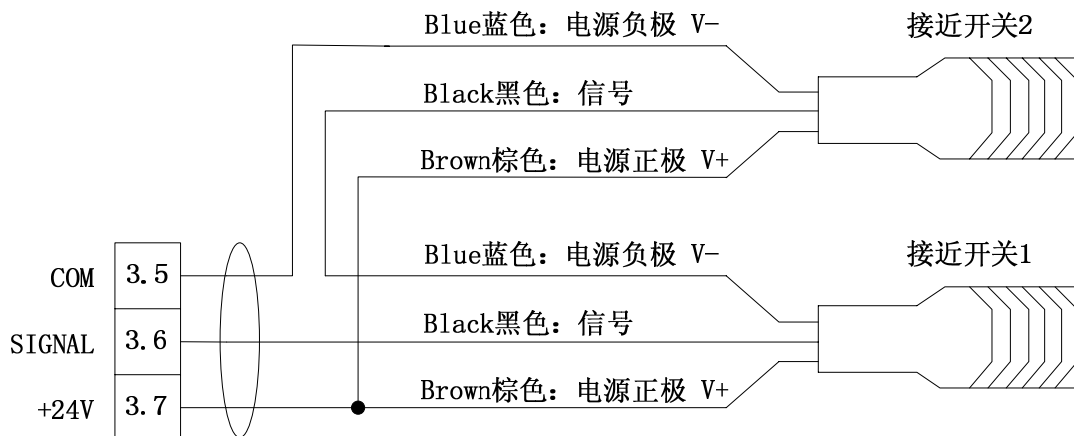 Blue蓝色：电源负极 V-
接近开关2
Black黑色：信号
Brown棕色：电源正极 V+
Blue蓝色：电源负极 V-
接近开关1
COM 3.5
Black黑色：信号
SIGNAL 3.6
Brown棕色：电源正极 V+
+24V 3.7